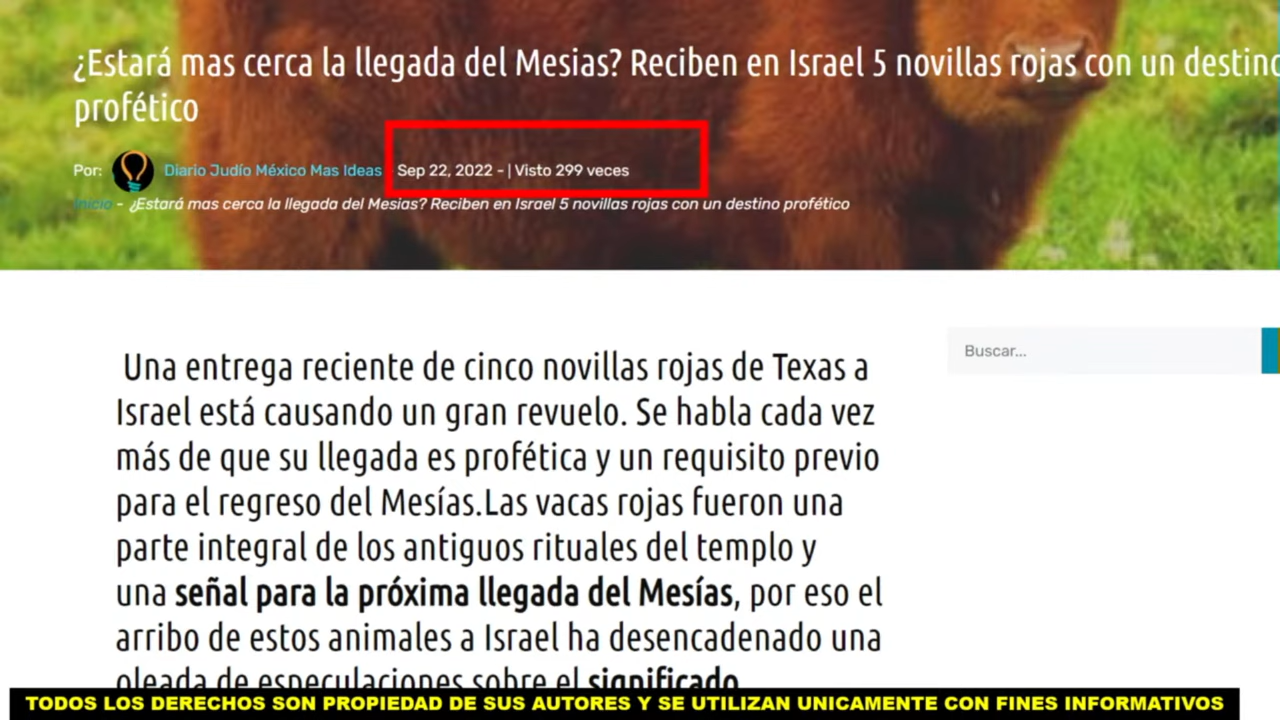 ¿Estará mas cerca la llegada del Mesias? Reciben en Israel 5 novillas rojas con un destino
profético
Por: Diario Judío México Mas Ideas Sep 22, 2022 - | Visto 299 veces
Inicio - ¿Estará mas cerca la llegada del Mesias? Reciben en Israel 5 novillas rojas con un destino profético
Buscar...
Una entrega reciente de cinco novillas rojas de Texas a
Israel está causando un gran revuelo. Se habla cada vez
más de que su llegada es profética y un requisito previo
para el regreso del Mesías.Las vacas rojas fueron una
parte integral de los antiguos rituales del templo y
una señal para la próxima llegada del Mesías, por eso el
arribo de estos animales a Israel ha desencadenado una
oleada de especulaciones sobre el significado
TODOS LOS DERECHOS SON PROPIEDAD DE SUS AUTORES Y SE UTILIZAN UNICAMENTE CON FINES INFORMATIVOS